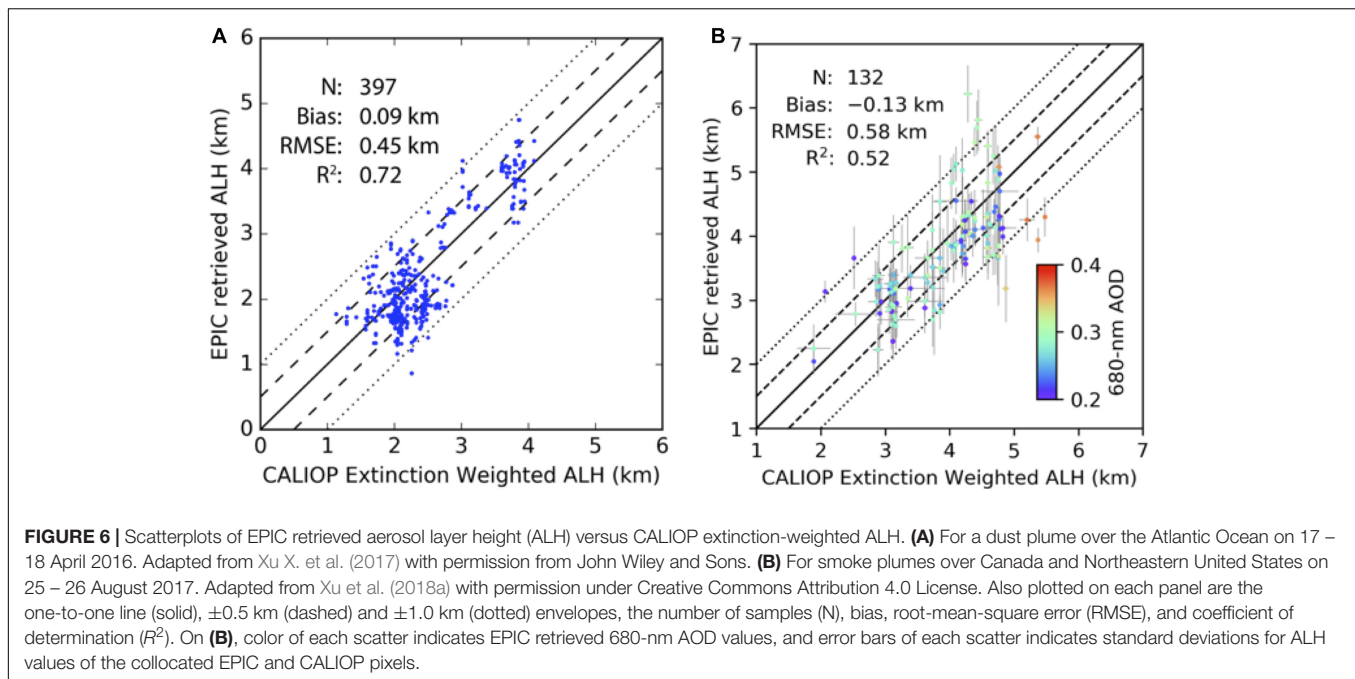 A
6
5
4
3
2
1
0
EPIC retrieved ALH (km)
N: 397
Bias: 0.09 km
RMSE: 0.45 km
R²: 0.72
0 1 2 3 4 5 6
CALIOP Extinction Weighted ALH (km)
B
7
6
5
4
3
2
1
EPIC retrieved ALH (km)
N: 132
Bias: −0.13 km
RMSE: 0.58 km
R²: 0.52
0.4
0.3
0.2
680-nm AOD
1 2 3 4 5 6 7
CALIOP Extinction Weighted ALH (km)
FIGURE 6 | Scatterplots of EPIC retrieved aerosol layer height (ALH) versus CALIOP extinction-weighted ALH. (A) For a dust plume over the Atlantic Ocean on 17 –
18 April 2016. Adapted from Xu X. et al. (2017) with permission from John Wiley and Sons. (B) For smoke plumes over Canada and Northeastern United States on
25 – 26 August 2017. Adapted from Xu et al. (2018a) with permission under Creative Commons Attribution 4.0 License. Also plotted on each panel are the
one-to-one line (solid), ±0.5 km (dashed) and ±1.0 km (dotted) envelopes, the number of samples (N), bias, root-mean-square error (RMSE), and coefficient of
determination (R²). On (B), color of each scatter indicates EPIC retrieved 680-nm AOD values, and error bars of each scatter indicates standard deviations for ALH
values of the collocated EPIC and CALIOP pixels.